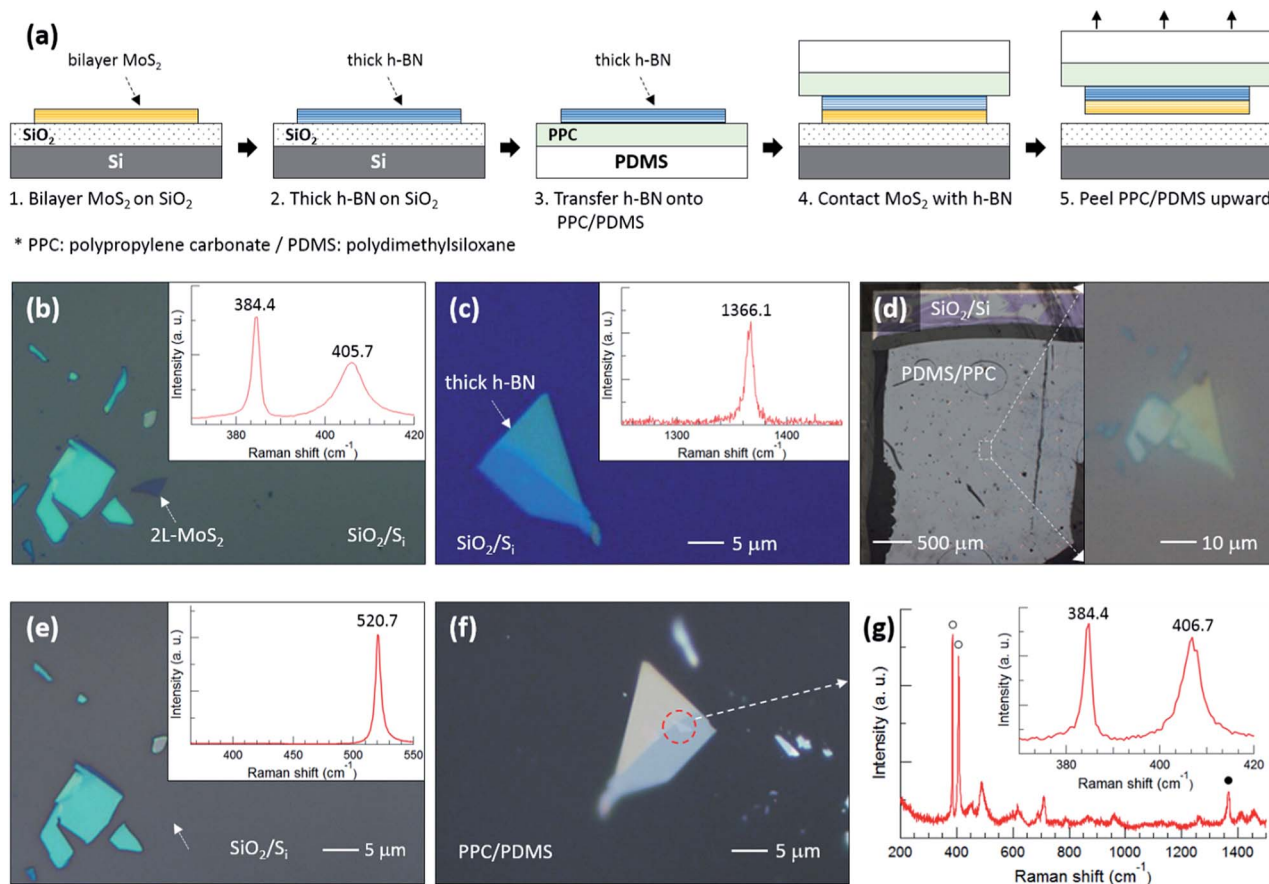 (a)
bilayer MoS₂
thick h-BN
thick h-BN
SiO₂
SiO₂
PPC
Si
Si
PDMS
1. Bilayer MoS₂ on SiO₂
2. Thick h-BN on SiO₂
3. Transfer h-BN onto
PPC/PDMS
4. Contact MoS₂ with h-BN
5. Peel PPC/PDMS upward
* PPC: polypropylene carbonate / PDMS: polydimethylsiloxane
(b)
384.4
405.7
Intensity (a. u.)
380 400 420
Raman shift (cm⁻¹)
2L-MoS₂
SiO₂/Sᵢ
(c)
thick h-BN
1366.1
Intensity (a. u.)
1300 1400
Raman shift (cm⁻¹)
SiO₂/Sᵢ
5 μm
(d)
SiO₂/Si
PDMS/PPC
500 μm
10 μm
(e)
520.7
Intensity (a. u.)
400 450 500 550
Raman shift (cm⁻¹)
SiO₂/Sᵢ
5 μm
(f)
PPC/PDMS
5 μm
(g)
384.4
406.7
Intensity (a. u.)
380 400 420
Raman shift (cm⁻¹)
Intensity (a. u.)
200 400 600 800 1000 1200 1400
Raman shift (cm⁻¹)